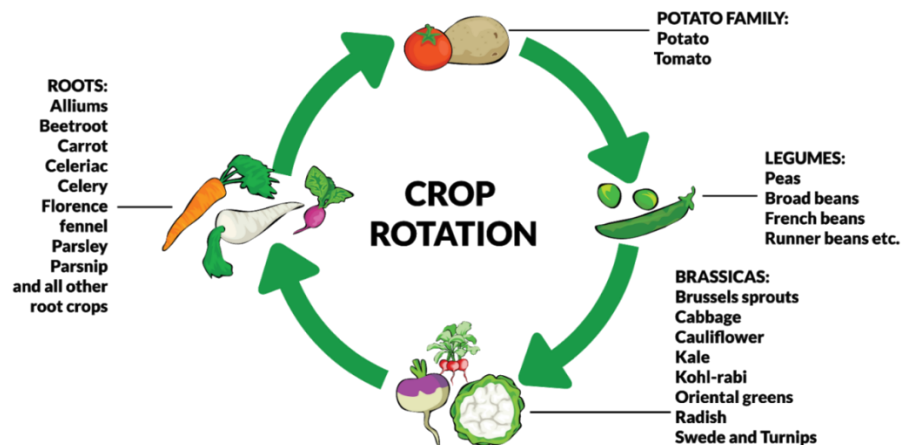 POTATO FAMILY:
Potato
Tomato
ROOTS:
Alliums
Beetroot
Carrot
Celeriac
Celery
Florence
fennel
Parsley
Parsnip
and all other
root crops
CROP
ROTATION
LEGUMES:
Peas
Broad beans
French beans
Runner beans etc.
BRASSICAS:
Brussels sprouts
Cabbage
Cauliflower
Kale
Kohl-rabi
Oriental greens
Radish
Swede and Turnips